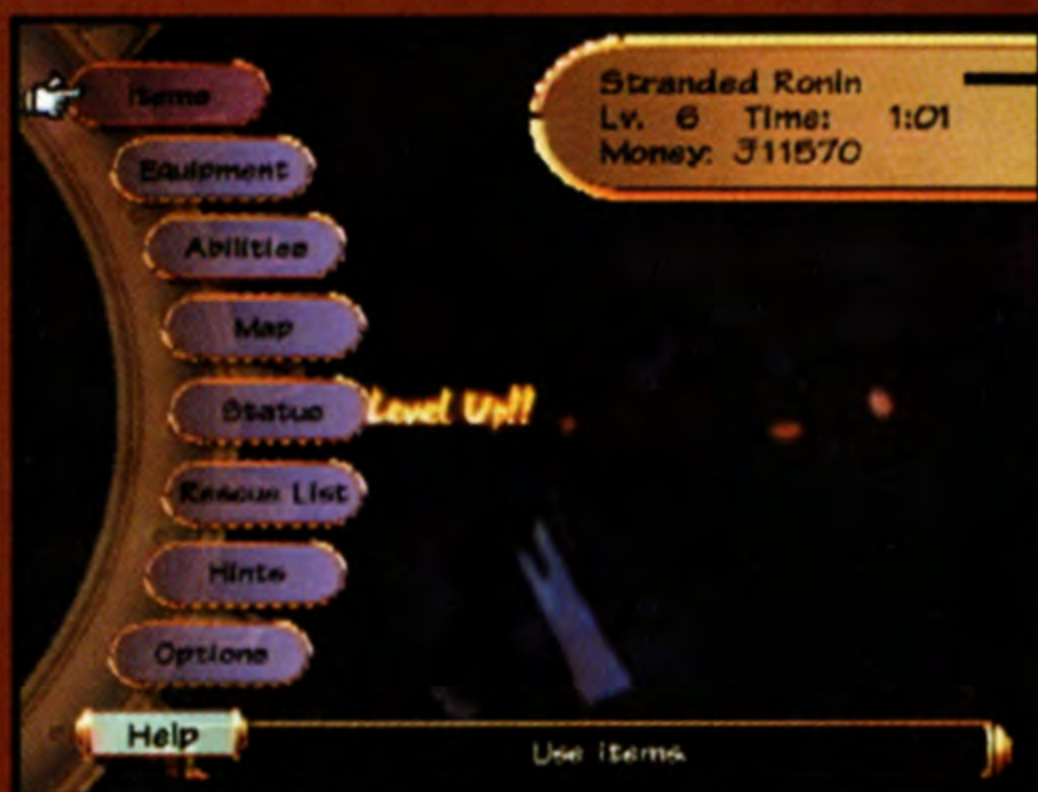 Items
Equipment
Abilities
Map
Status
Rescue List
Hints
Options
Stranded Ronin
Lv. 6 Time: 1:01
Money: J11570
Level Up!!
Help
Use items